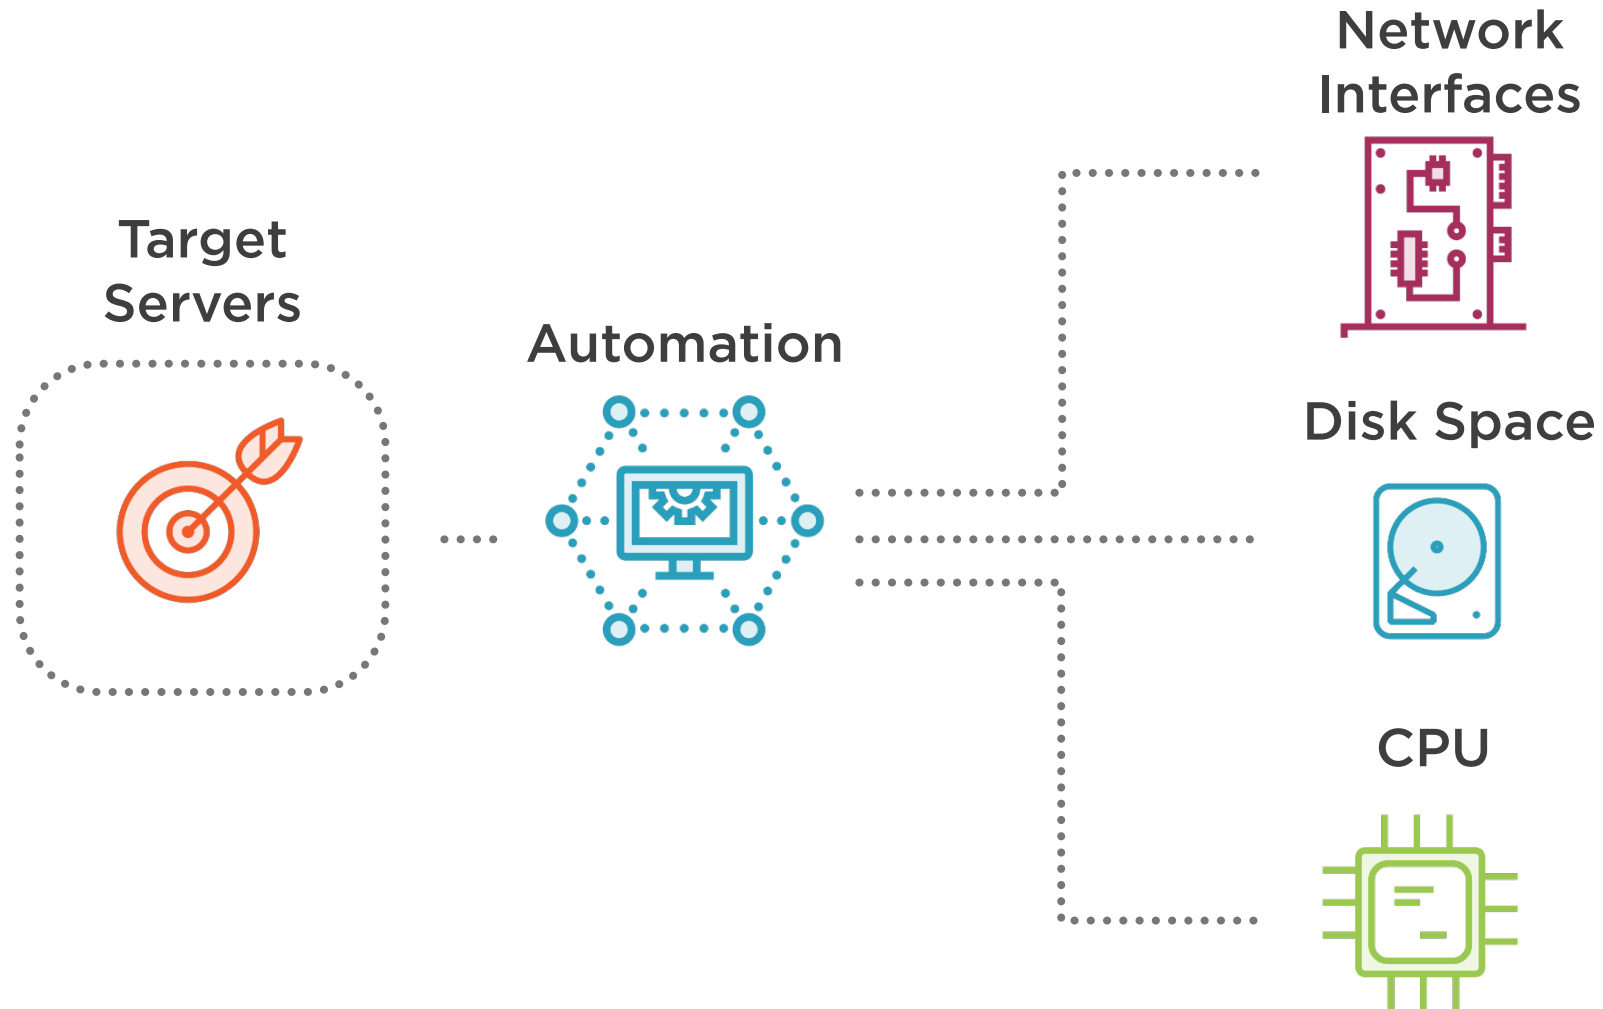 Target
Servers
Automation
Network
Interfaces
Disk Space
CPU